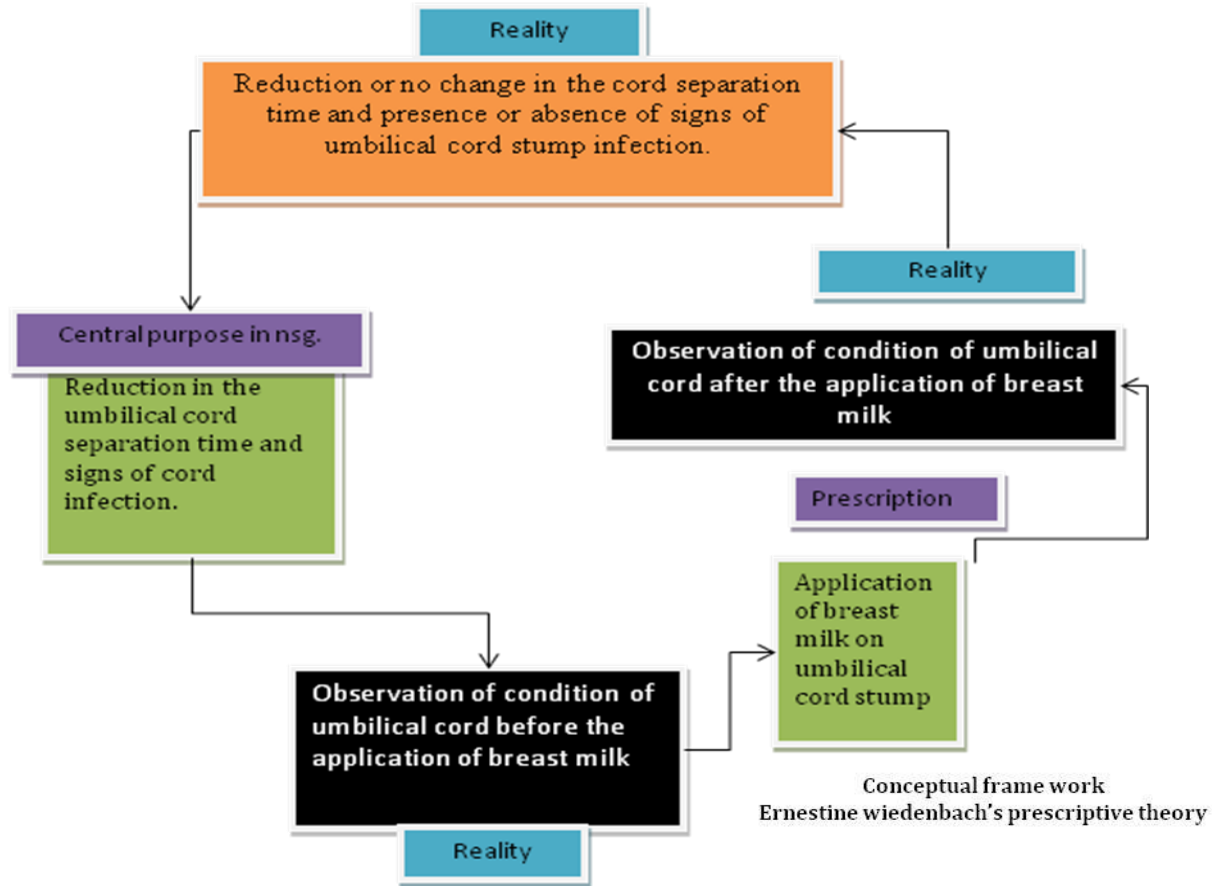 Reality
Reduction or no change in the cord separation
time and presence or absence of signs of
umbilical cord stump infection.
Reality
Central purpose in nsg.
Reduction in the
umbilical cord
separation time and
signs of cord
infection.
Observation of condition of umbilical
cord after the application of breast
milk
Prescription
Application
of breast
milk on
umbilical
cord stump
Observation of condition of
umbilical cord before the
application of breast milk
Reality
Conceptual frame work
Ernestine wiedenbach's prescriptive theory